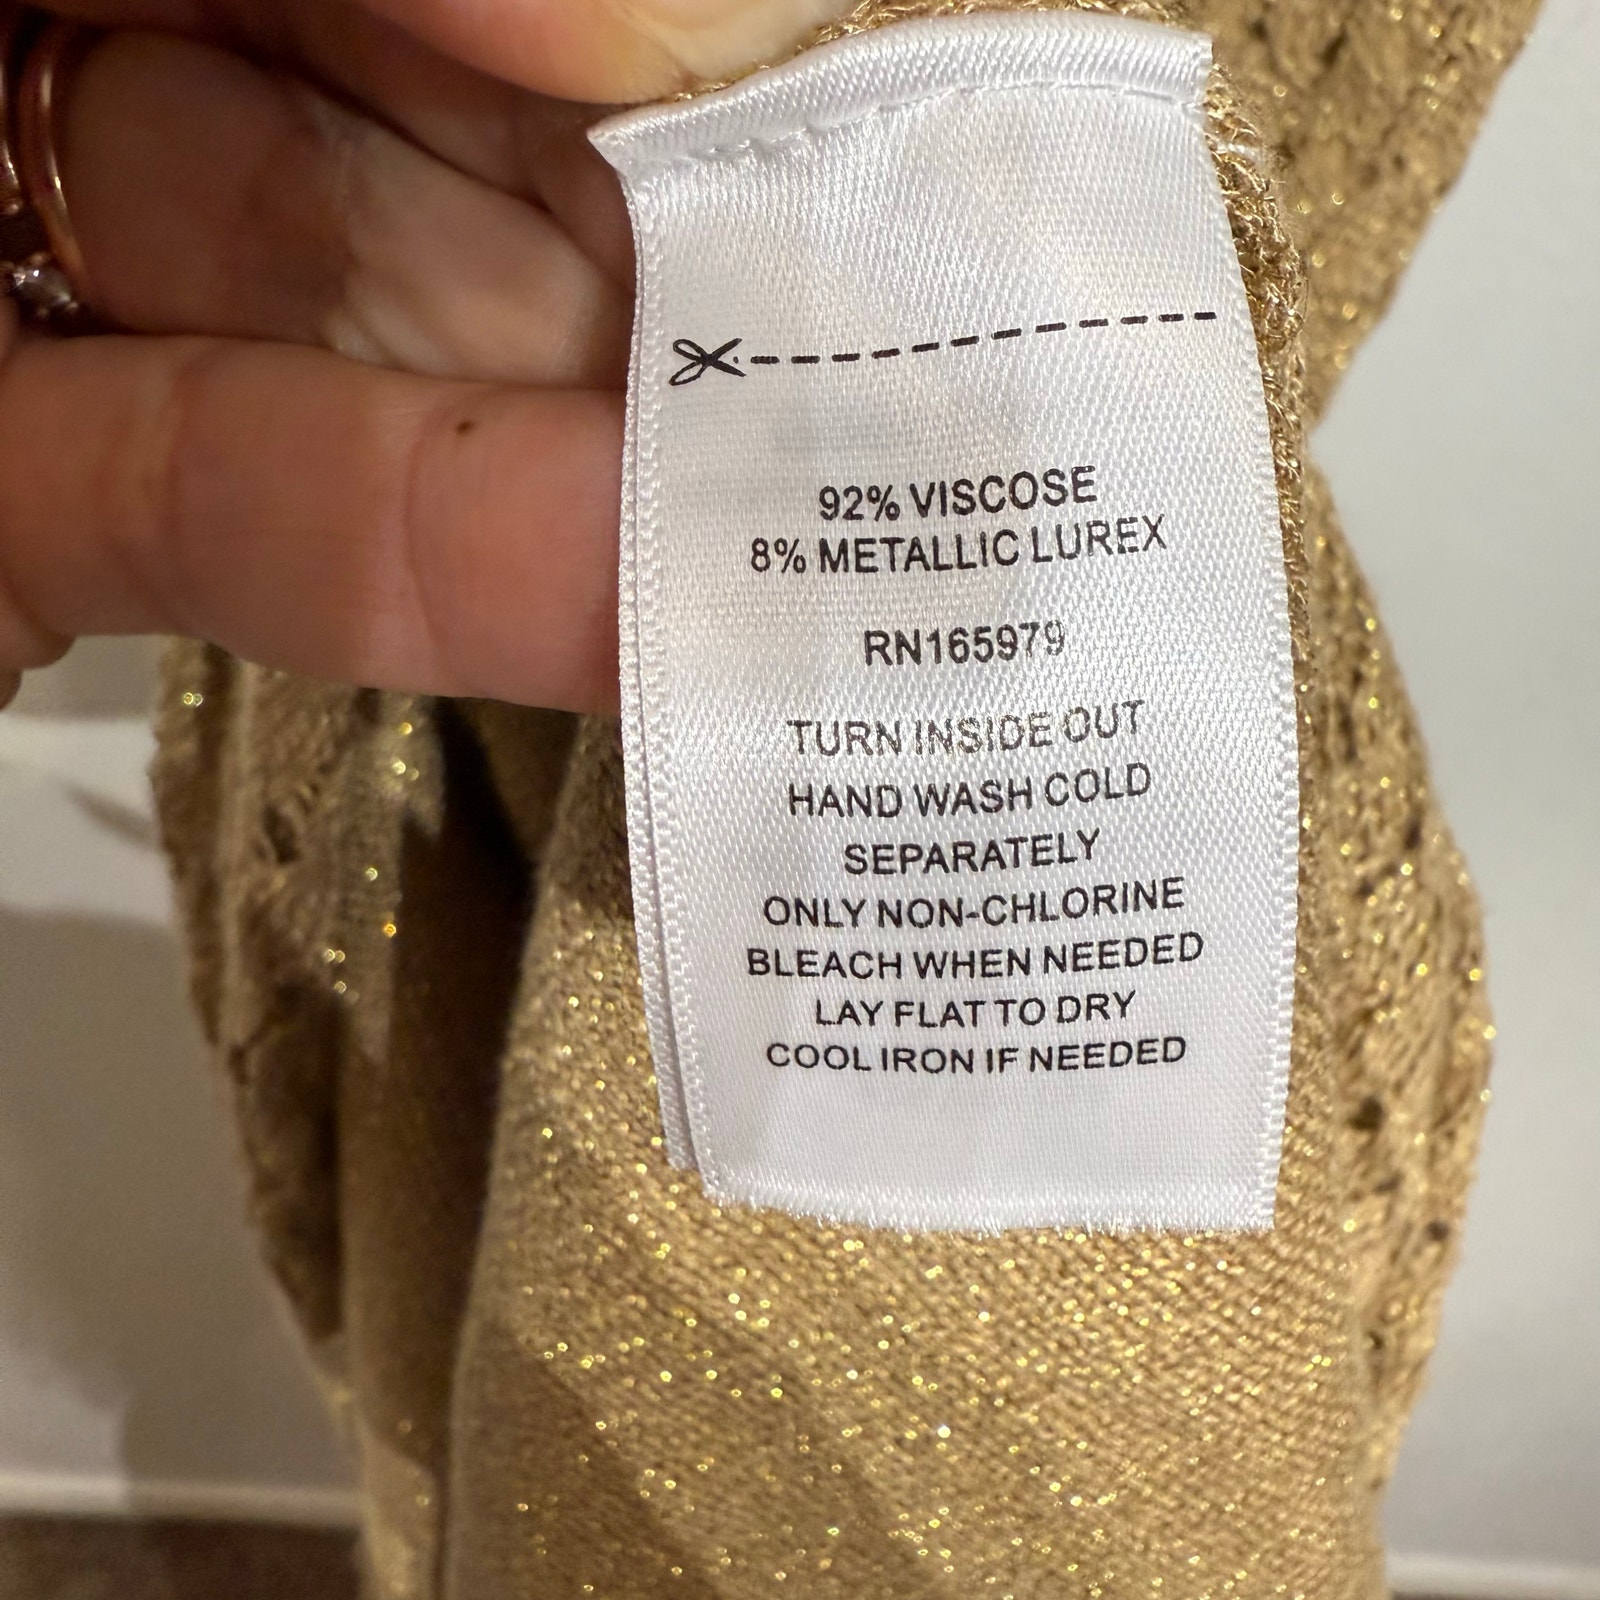 92% VISCOSE
8% METALLIC LUREX
RN165979
TURN INSIDE OUT
HAND WASH COLD
SEPARATELY
ONLY NON-CHLORINE
BLEACH WHEN NEEDED
LAY FLAT TO DRY
COOL IRON IF NEEDED